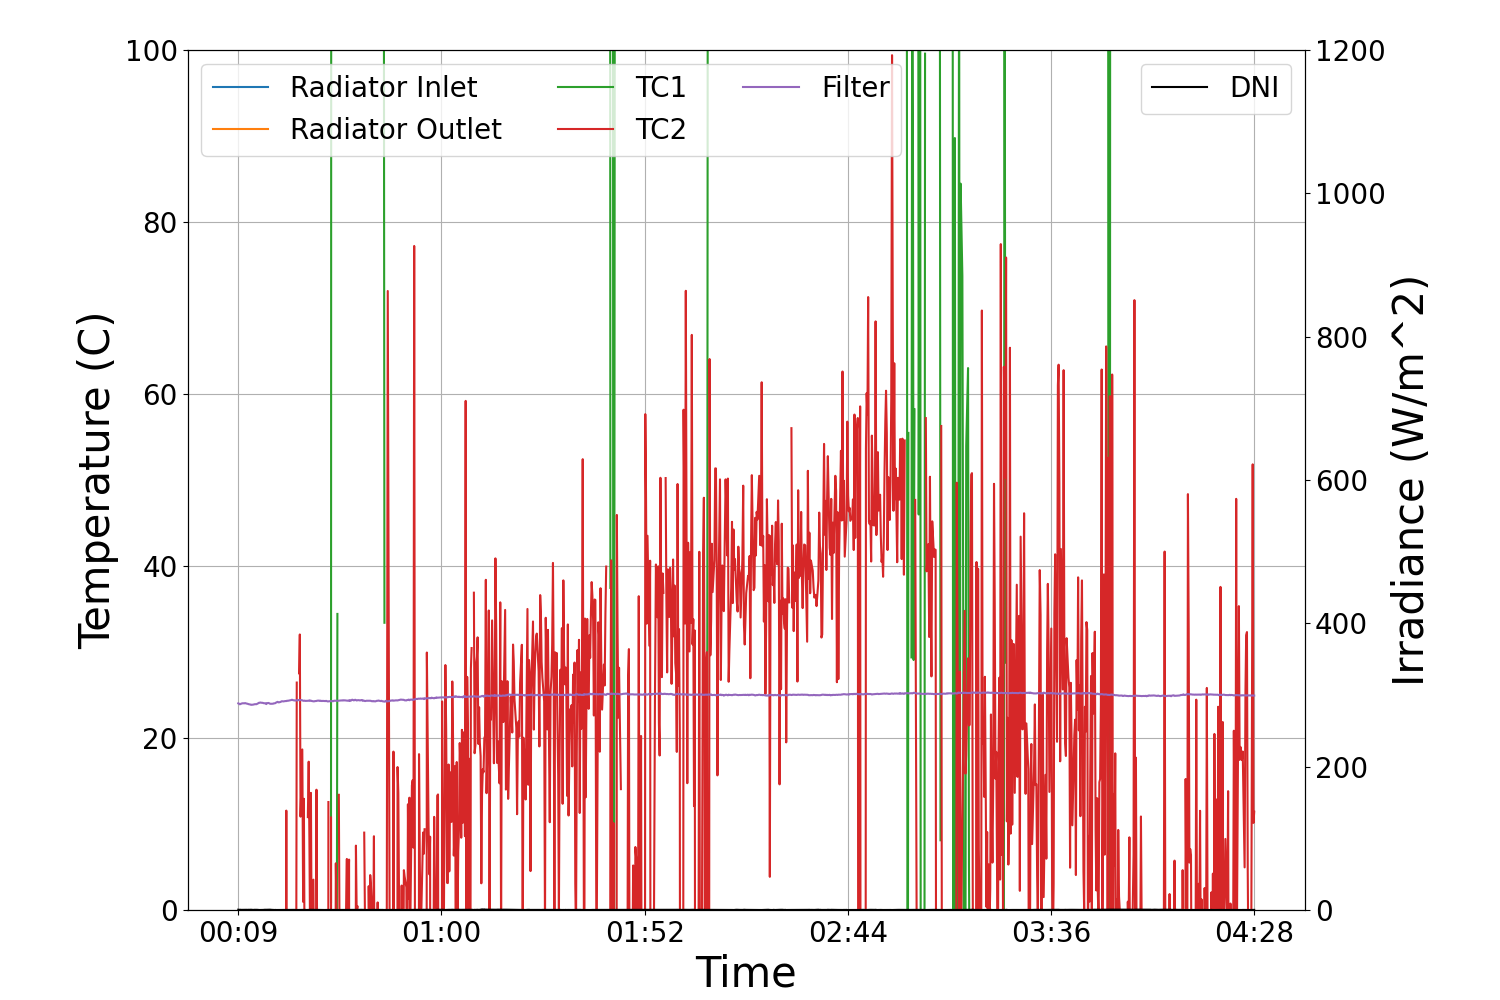 100
80
60
40
20
0
Temperature (C)
Radiator Inlet
Radiator Outlet
TC1
TC2
Filter
DNI
1200
1000
800
600
400
200
0
Irradiance (W/m^2)
00:09
01:00
01:52
02:44
03:36
04:28
Time